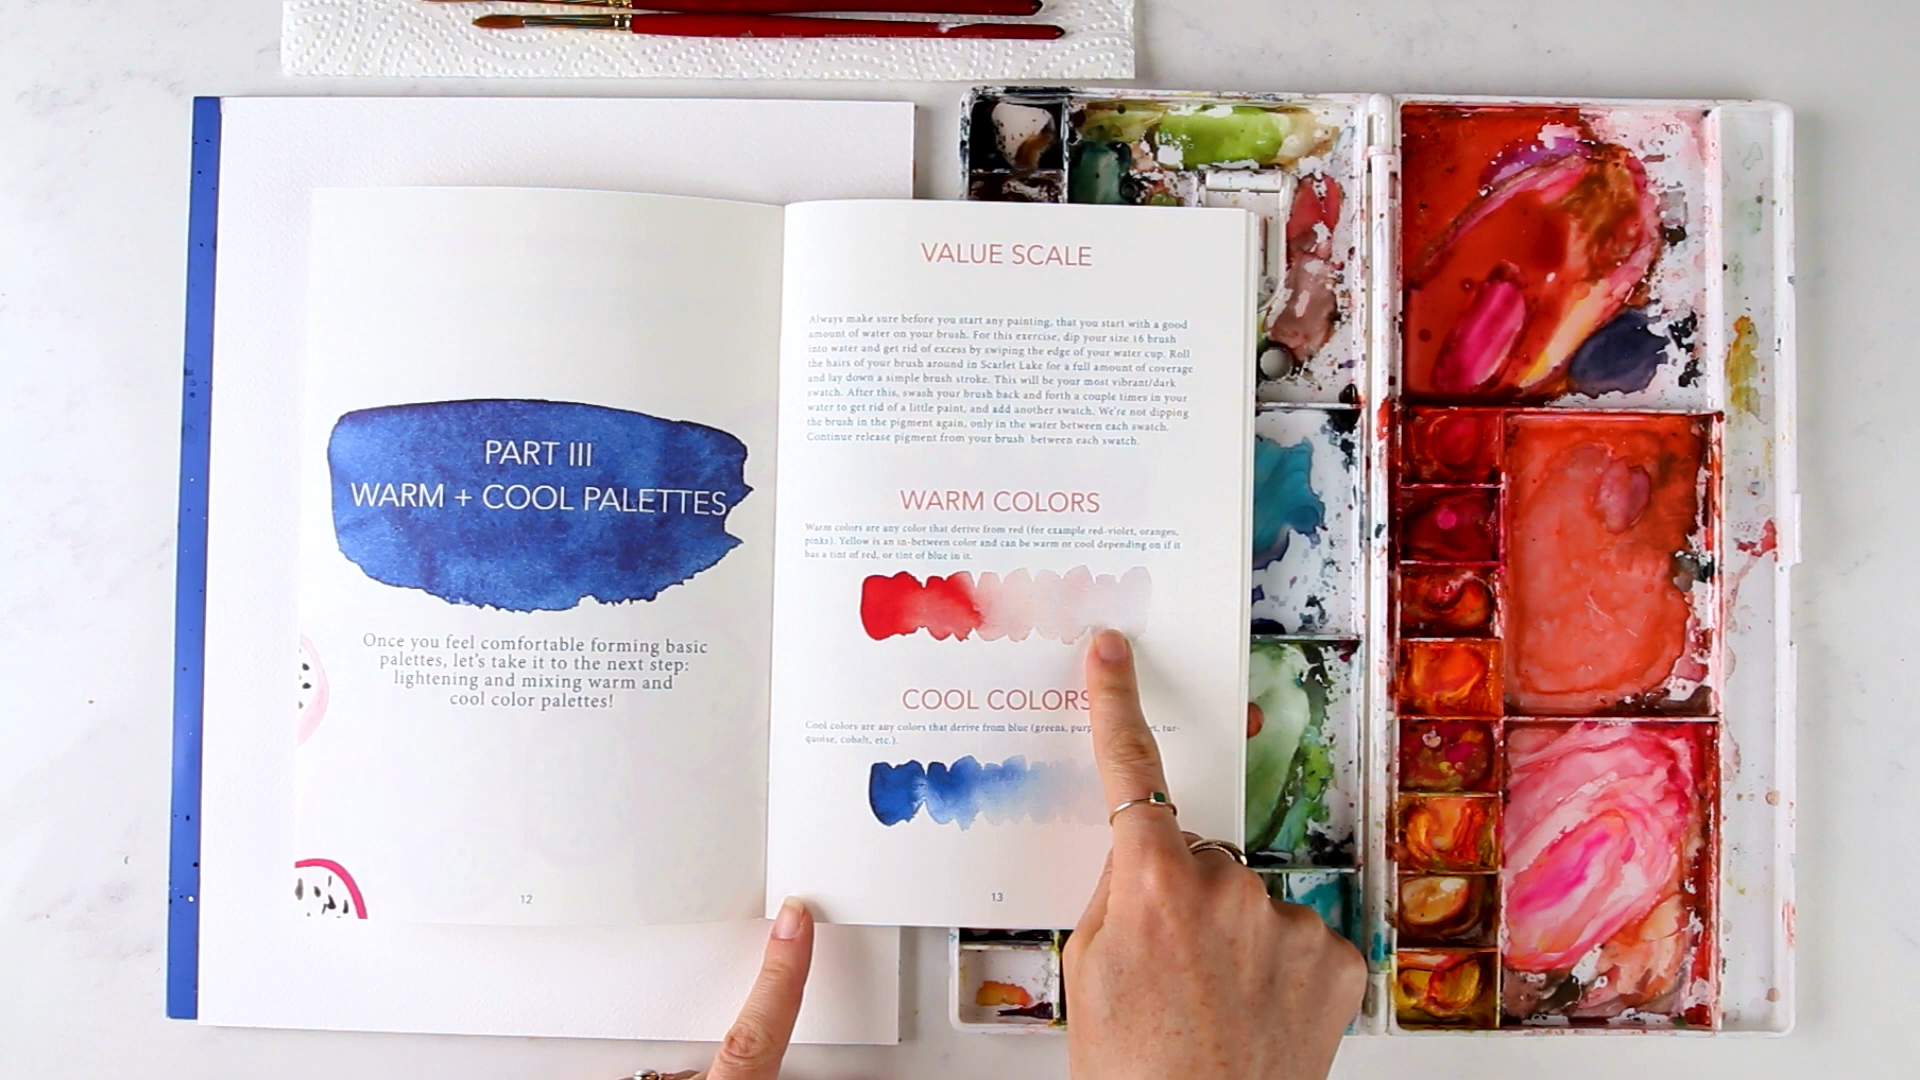 PART III
WARM + COOL PALETTES
Once you feel comfortable forming basic
palettes, let's take it to the next step:
lightening and mixing warm and
cool color palettes!
12
VALUE SCALE
Always make sure before you start any painting, that you start with a good
amount of water on your brush. For this exercise, dip your size 16 brush
into water and get rid of excess by swiping the edge of your water cup. Roll
the hairs of your brush around in Scarlet Lake for a full amount of coverage
and lay down a simple brush stroke. This will be your most vibrant/dark
swatch. After this, swash your brush back and forth a couple times in your
water to get rid of a little paint, and add another swatch. We're not dipping
the brush in the pigment again, only in the water between each swatch.
Continue release pigment from your brush between each swatch.
WARM COLORS
Warm colors are any color that derive from red (for example red-violet, oranges,
pinks). Yellow is an in-between color and can be warm or cool depending on if it
has a tint of red, or tint of blue in it.
COOL COLORS
Cool colors are any colors that derive from blue (greens, tur-
quoise, cobalt, etc.).
13